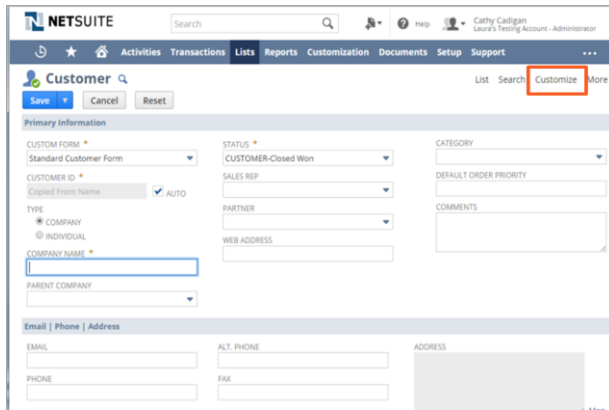 NETSUITE
Search
Help
Cathy Cadigan
Laura's Testing Account - Administrator
Activities Transactions Lists Reports Customization Documents Setup Support
Customer
List Search Customize More
Save Cancel Reset
Primary Information
CUSTOM FORM *
Standard Customer Form
CUSTOMER ID *
Copied From Name
AUTO
TYPE
COMPANY
INDIVIDUAL
COMPANY NAME *
PARENT COMPANY
STATUS *
CUSTOMER-Closed Won
SALES REP
PARTNER
WEB ADDRESS
CATEGORY
DEFAULT ORDER PRIORITY
COMMENTS
Email | Phone | Address
EMAIL
PHONE
ALT. PHONE
FAX
ADDRESS